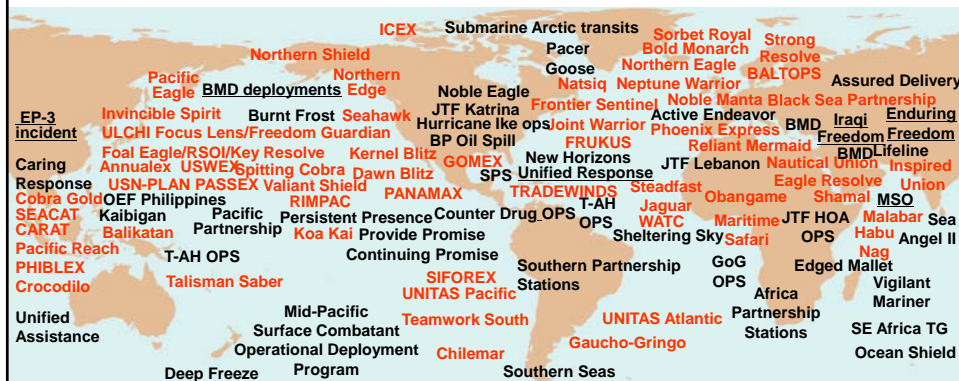 ICEX
Submarine Arctic transits
Sorbet Royal
Bold Monarch
Strong
Resolve
Northern Shield
Pacer
Goose
Northern Eagle
BALTOPS
Pacific
Eagle
BMD deployments
Northern
Edge
Natsiq
Neptune Warrior
Assured Delivery
Noble Eagle
JTF Katrina
Hurricane Ike ops
BP Oil Spill
Frontier Sentinel
Noble Manta
Black Sea Partnership
EP-3
incident
Invincible Spirit
Burnt Frost
Seahawk
Joint Warrior
FRUKUS
Active Endeavor
Phoenix Express
Reliant Mermaid
BMD
Iraqi
Freedom
Enduring
Freedom
ULCHI Focus Lens/Freedom Guardian
Foal Eagle/RSOI/Key Resolve
Kernel Blitz
GOMEX
New Horizons
JTF Lebanon
BMD
Lifeline
Caring
Response
Annualex
USWEX
Spitting Cobra
Dawn Blitz
SPS
Unified Response
Nautical Union
Inspired
Union
USN-PLAN PASSEX
Valiant Shield
PANAMAX
TRADEWINDS
Steadfast
Jaguar
Eagle Resolve
Cobra Gold
OEF Philippines
RIMPAC
T-AH
OPS
Obangame
Shamal
MSO
SEACAT
Kaibigan
Pacific
Partnership
Persistent Presence
Counter Drug OPS
WATC
Maritime
Safari
JTF HOA
OPS
Malabar
Sea
Angel II
CARAT
Balikatan
Koa Kai
Provide Promise
Sheltering Sky
Habu
Nag
Pacific Reach
T-AH OPS
Continuing Promise
GoG
OPS
Edged Mallet
PHIBLEX
Crocodilo
Talisman Saber
SIFOREX
UNITAS Pacific
Southern Partnership
Stations
Africa
Partnership
Stations
Vigilant
Mariner
Unified
Assistance
Mid-Pacific
Surface Combatant
Operational Deployment
Program
Teamwork South
UNITAS Atlantic
SE Africa TG
Chilemar
Gaucho-Gringo
Ocean Shield
Deep Freeze
Southern Seas